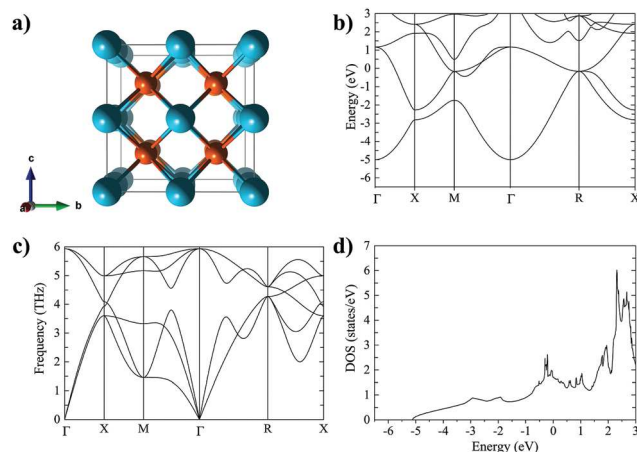 a)
c
a
b
b)
Energy (eV)
3
2
1
0
-1
-2
-3
-4
-5
-6
Γ X M Γ R X
c)
Frequency (THz)
6
5
4
3
2
1
0
Γ X M Γ R X
d)
DOS (states/eV)
7
6
5
4
3
2
1
0
-6 -5 -4 -3 -2 -1 0 1 2 3
Energy (eV)